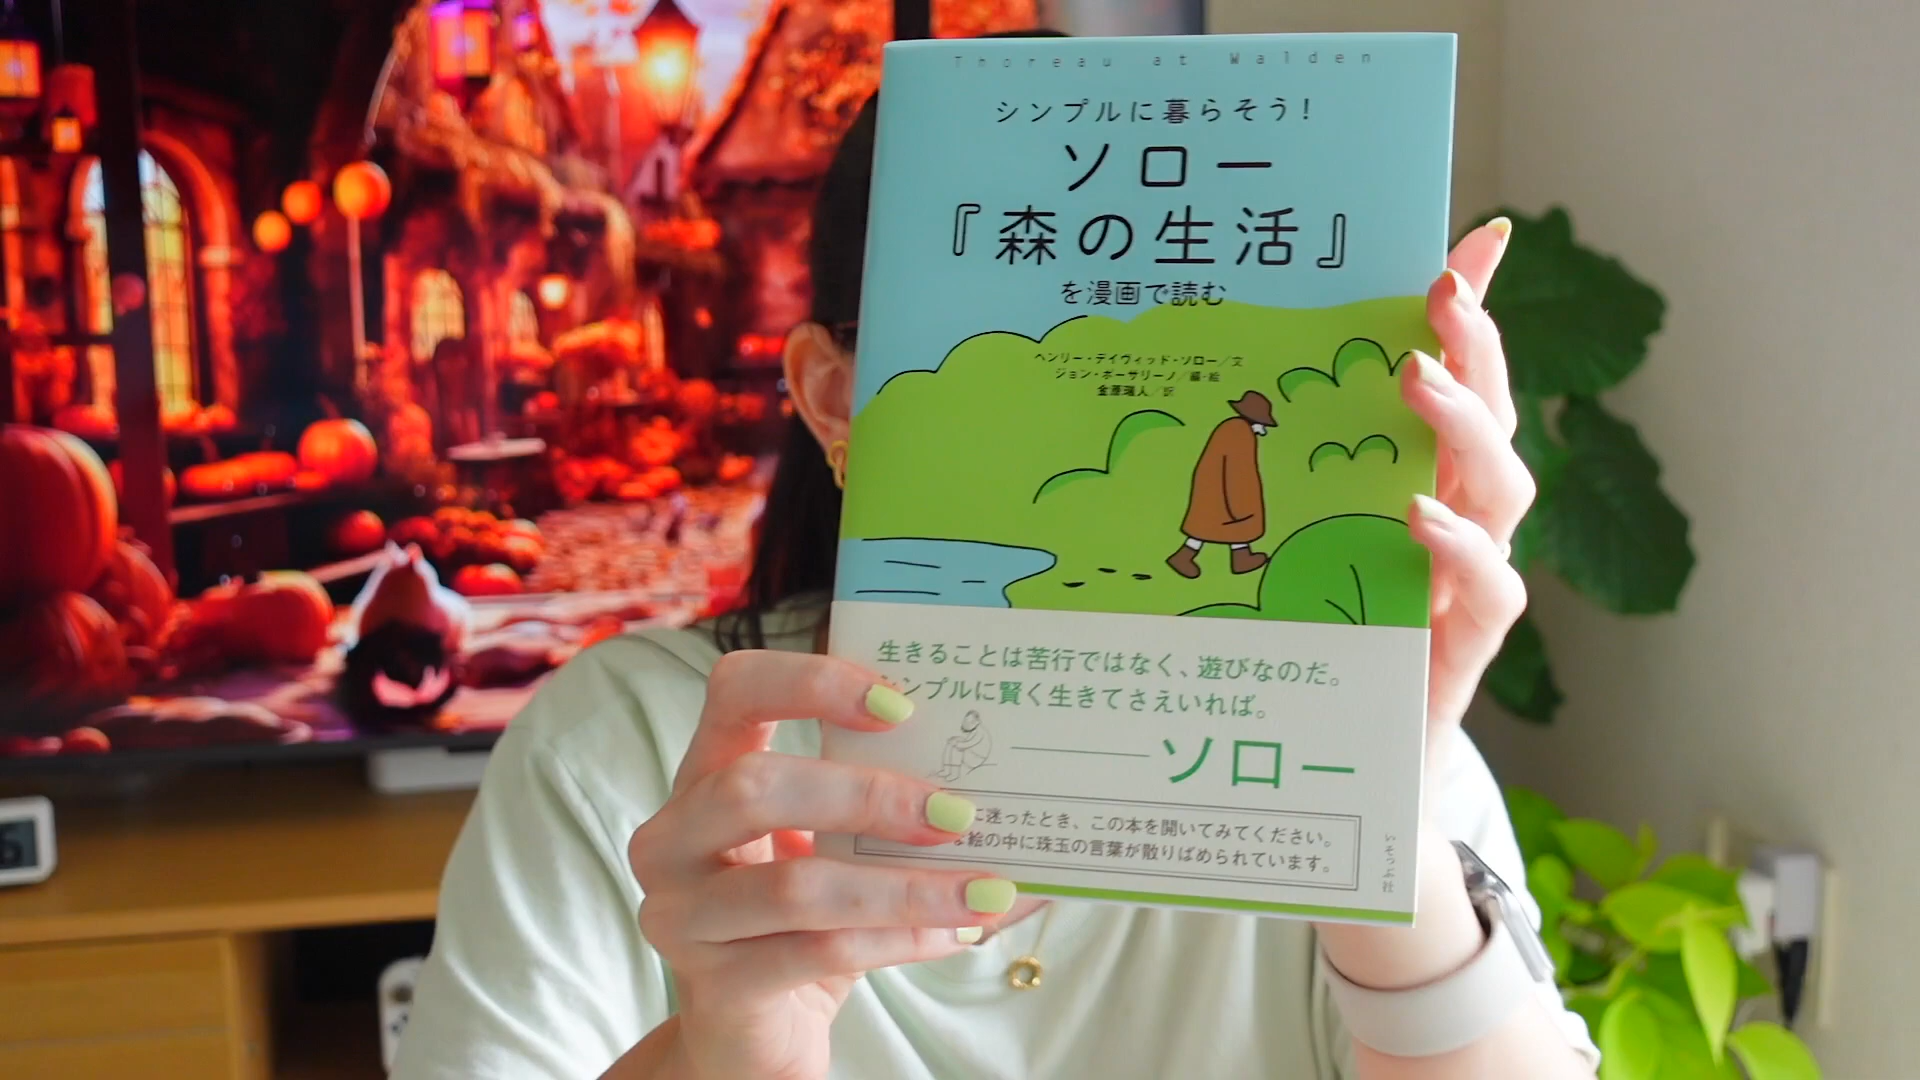 Thoreau at Walden
シンプルに暮らそう!
ソロー
『森の生活』
を漫画で読む
ヘンリー・デイヴィッド・ソロー/文
ジョン・ポーサリーノ/編・絵
金原瑞人/訳
生きることは苦行ではなく、遊びなのだ。
シンプルに賢く生きてさえいれば。
——ソロー
に迷ったとき、この本を開いてみてください。
な絵の中に珠玉の言葉が散りばめられています。
いそっぷ社